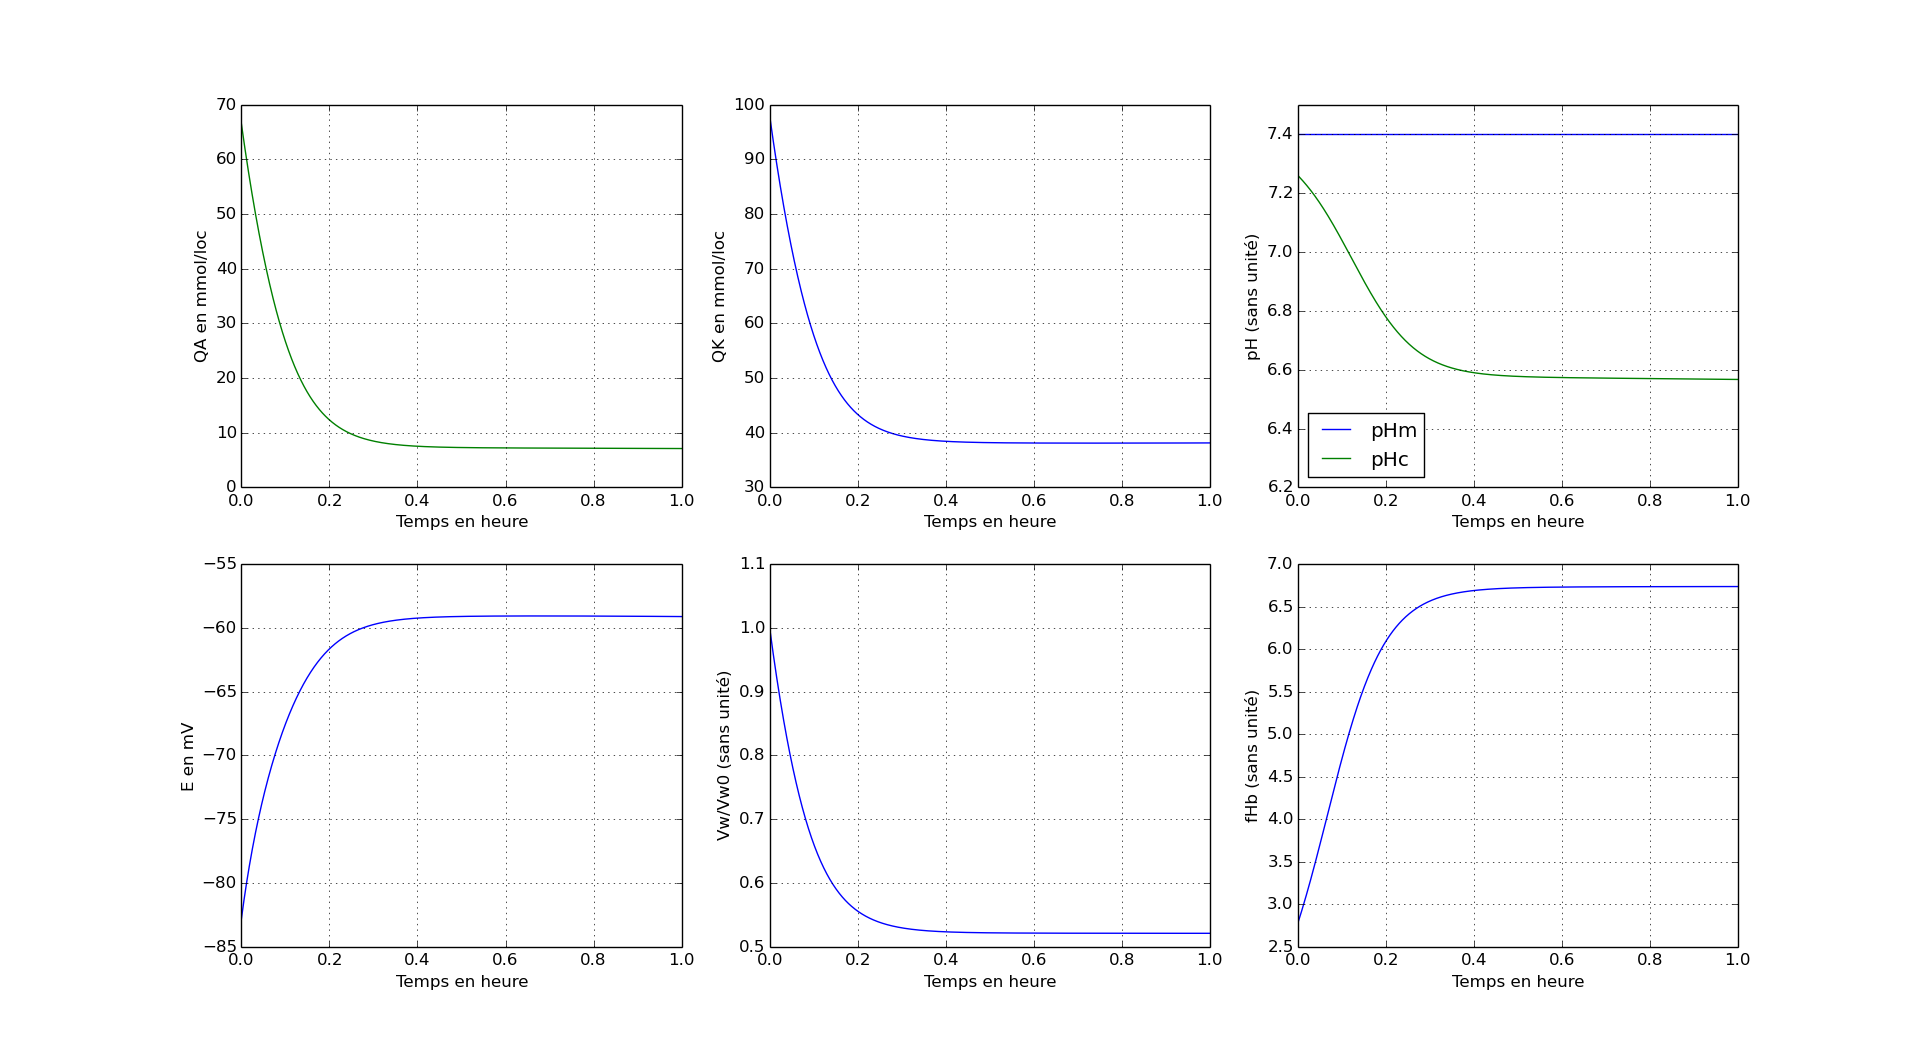 70
60
50
40
30
20
10
0
QA en mmol/loc
0.0 0.2 0.4 0.6 0.8 1.0
Temps en heure
100
90
80
70
60
50
40
30
QK en mmol/loc
0.0 0.2 0.4 0.6 0.8 1.0
Temps en heure
7.4
7.2
7.0
6.8
6.6
6.4
6.2
pH (sans unité)
pHm
pHc
0.0 0.2 0.4 0.6 0.8 1.0
Temps en heure
−55
−60
−65
−70
−75
−80
−85
E en mV
0.0 0.2 0.4 0.6 0.8 1.0
Temps en heure
1.1
1.0
0.9
0.8
0.7
0.6
0.5
Vw/Vw0 (sans unité)
0.0 0.2 0.4 0.6 0.8 1.0
Temps en heure
7.0
6.5
6.0
5.5
5.0
4.5
4.0
3.5
3.0
2.5
fHb (sans unité)
0.0 0.2 0.4 0.6 0.8 1.0
Temps en heure